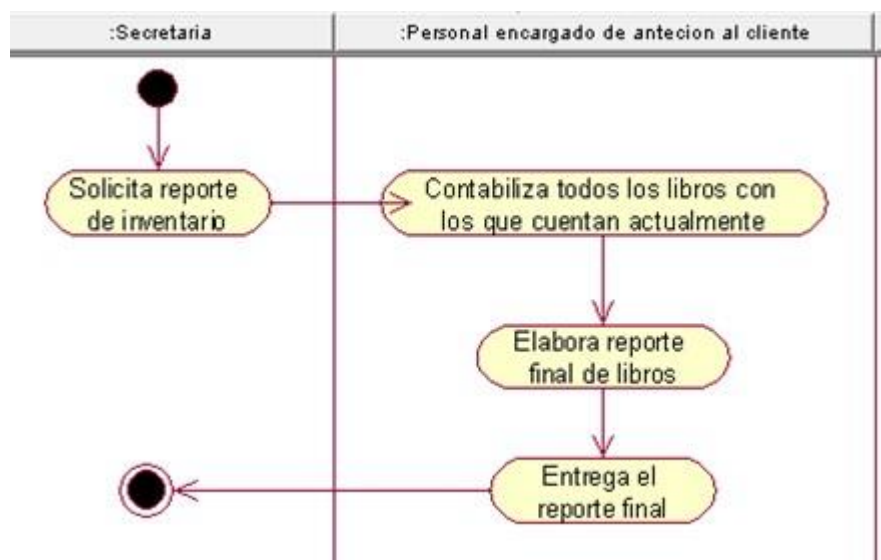 :Secretaria
:Personal encargado de antecion al cliente
Solicita reporte
de inventario
Contabiliza todos los libros con
los que cuentan actualmente
Elabora reporte
final de libros
Entrega el
reporte final